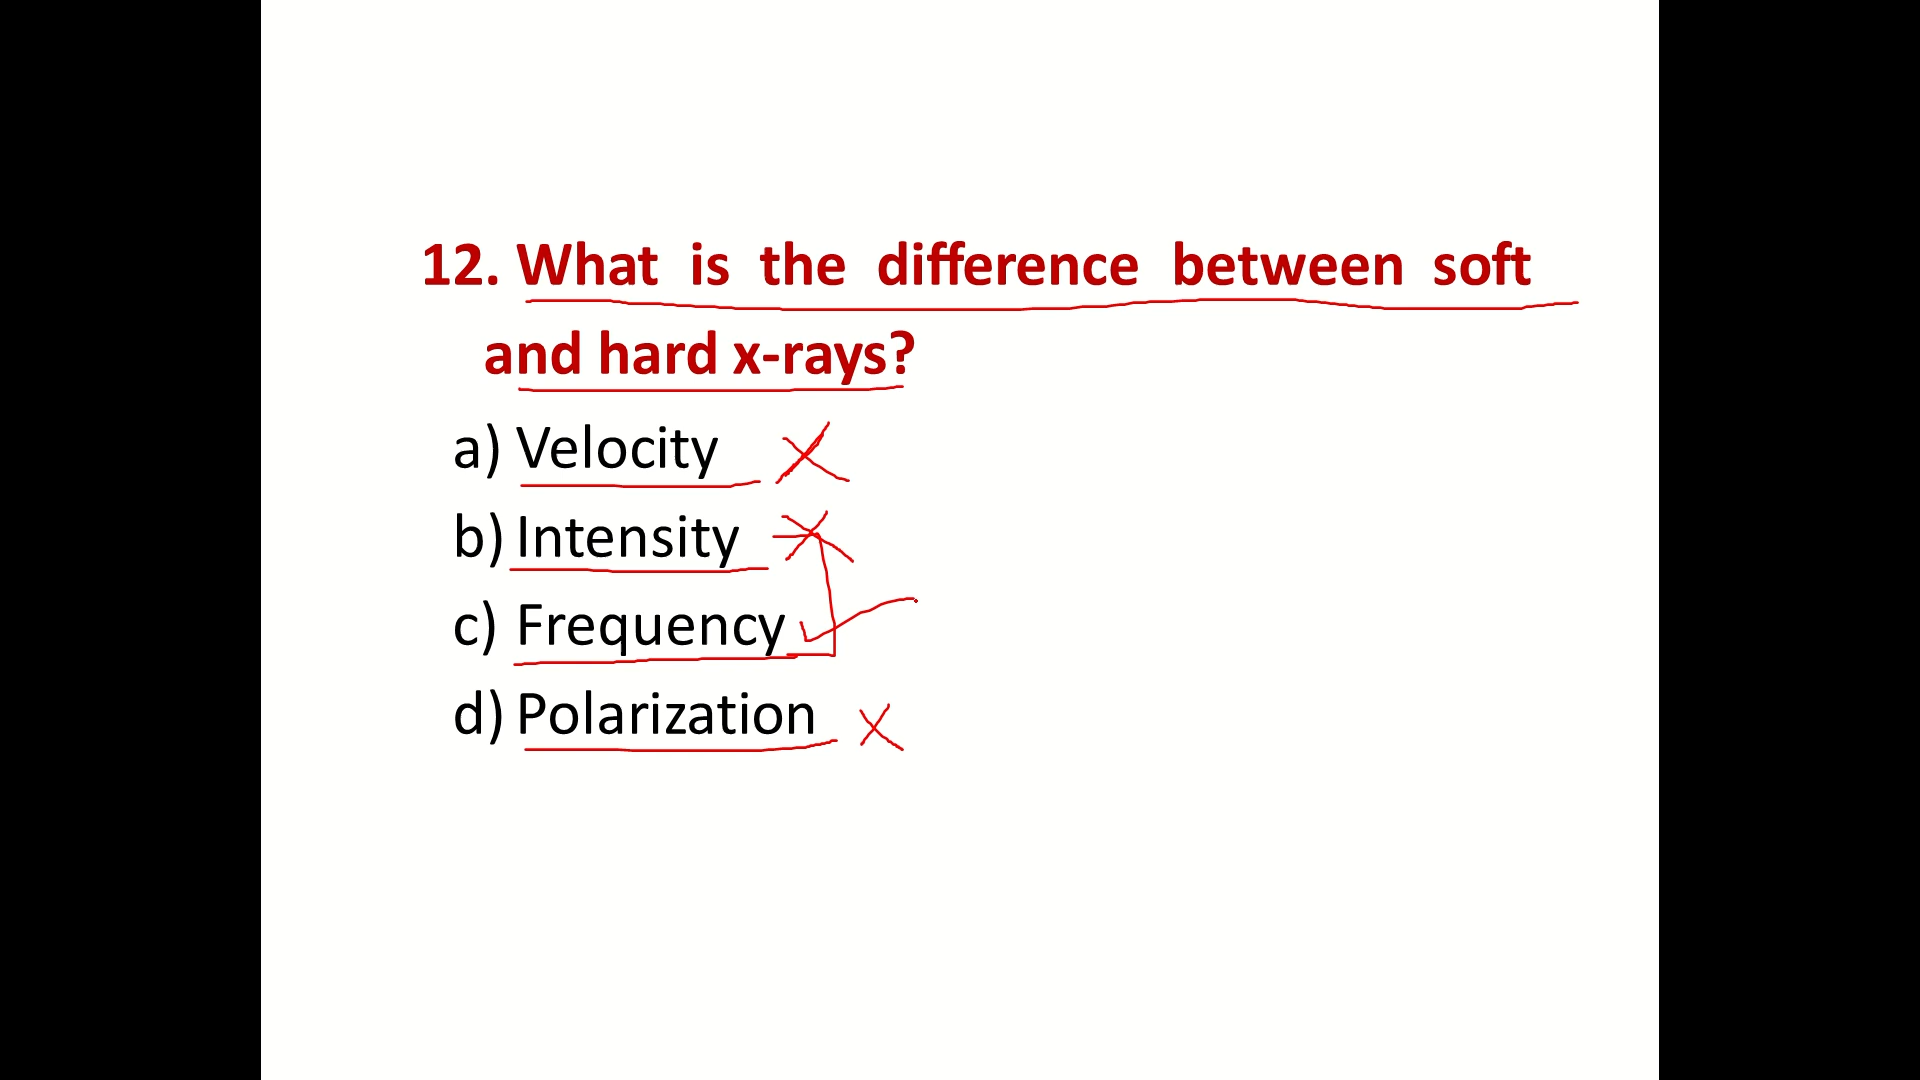 12. What is the difference between soft
and hard x-rays?
a) Velocity
b) Intensity
c) Frequency
d) Polarization